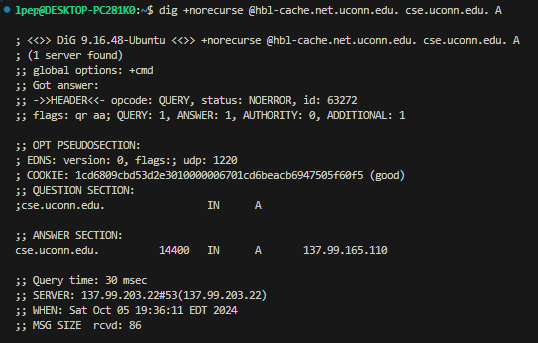 lpep@DESKTOP-PC281K0:~$ dig +norecurse @hbl-cache.net.uconn.edu. cse.uconn.edu. A
; <<>> DiG 9.16.48-Ubuntu <<>> +norecurse @hbl-cache.net.uconn.edu. cse.uconn.edu. A
; (1 server found)
;; global options: +cmd
;; Got answer:
;; ->>HEADER<<- opcode: QUERY, status: NOERROR, id: 63272
;; flags: qr aa; QUERY: 1, ANSWER: 1, AUTHORITY: 0, ADDITIONAL: 1
;; OPT PSEUDOSECTION:
; EDNS: version: 0, flags:; udp: 1220
; COOKIE: 1cd6809cbd53d2e3010000006701cd6beacb6947505f60f5 (good)
;; QUESTION SECTION:
;cse.uconn.edu. IN A
;; ANSWER SECTION:
cse.uconn.edu. 14400 IN A 137.99.165.110
;; Query time: 30 msec
;; SERVER: 137.99.203.22#53(137.99.203.22)
;; WHEN: Sat Oct 05 19:36:11 EDT 2024
;; MSG SIZE rcvd: 86